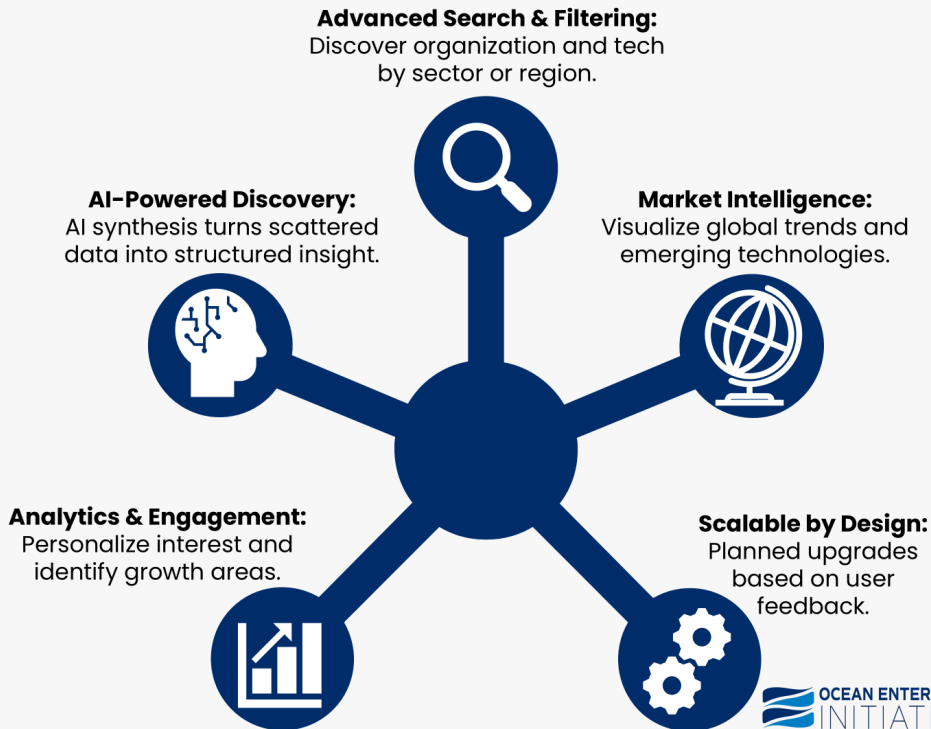 Advanced Search & Filtering:
Discover organization and tech
by sector or region.
AI-Powered Discovery:
AI synthesis turns scattered
data into structured insight.
Market Intelligence:
Visualize global trends and
emerging technologies.
Analytics & Engagement:
Personalize interest and
identify growth areas.
Scalable by Design:
Planned upgrades
based on user
feedback.
OCEAN